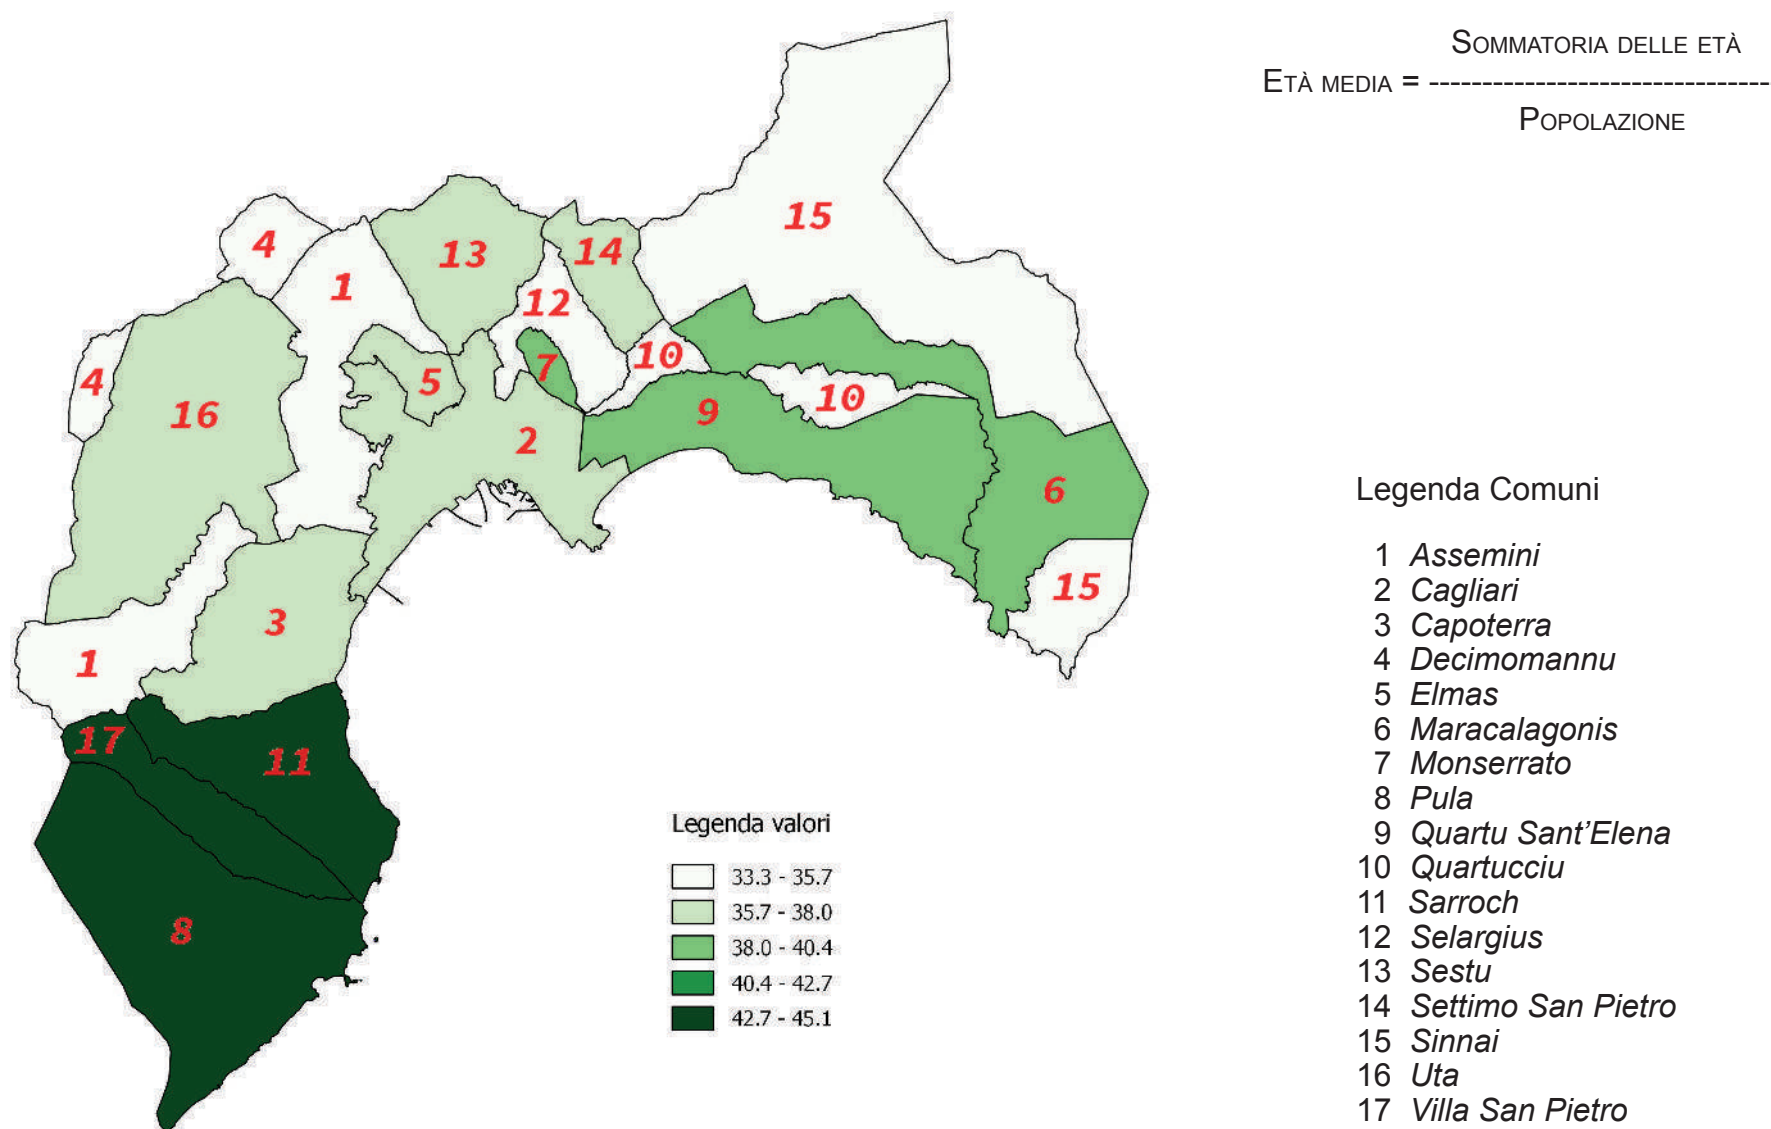 SOMMATORIA DELLE ETÀ
ETÀ MEDIA = --------------------------------
POPOLAZIONE
15
4
13
14
1
12
10
7
5
4
10
16
9
2
6
15
3
1
17
11
8
Legenda valori
33.3 - 35.7
35.7 - 38.0
38.0 - 40.4
40.4 - 42.7
42.7 - 45.1
Legenda Comuni
1 Assemini
2 Cagliari
3 Capoterra
4 Decimomannu
5 Elmas
6 Maracalagonis
7 Monserrato
8 Pula
9 Quartu Sant’Elena
10 Quartucciu
11 Sarroch
12 Selargius
13 Sestu
14 Settimo San Pietro
15 Sinnai
16 Uta
17 Villa San Pietro